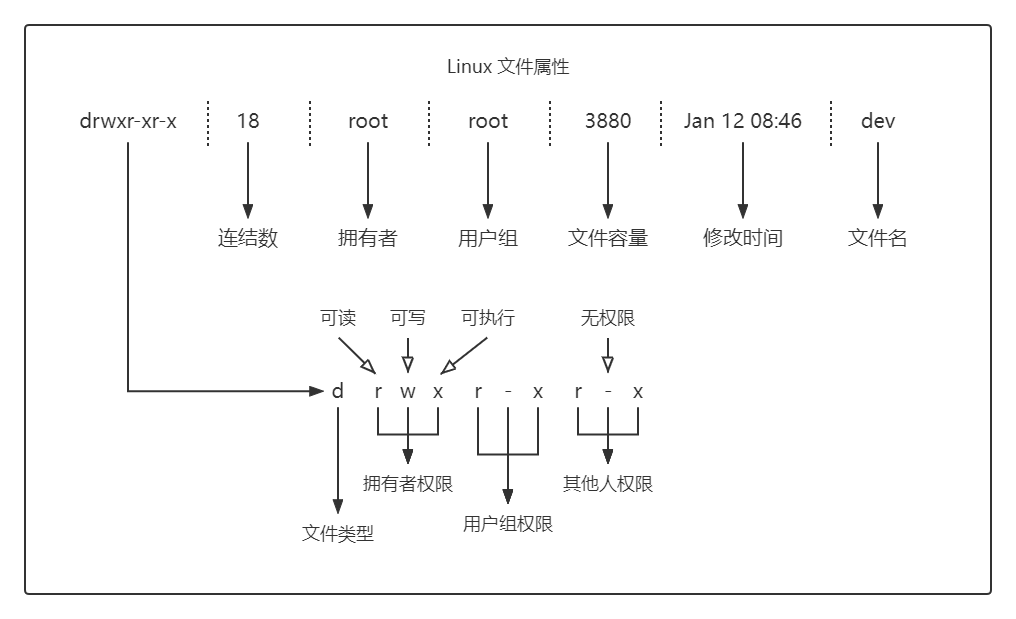 Linux 文件属性
drwxr-xr-x 18 root root 3880 Jan 12 08:46 dev
连结数 拥有者 用户组 文件容量 修改时间 文件名
可读 可写 可执行 无权限
d r w x r - x r - x
拥有者权限 其他人权限
用户组权限
文件类型